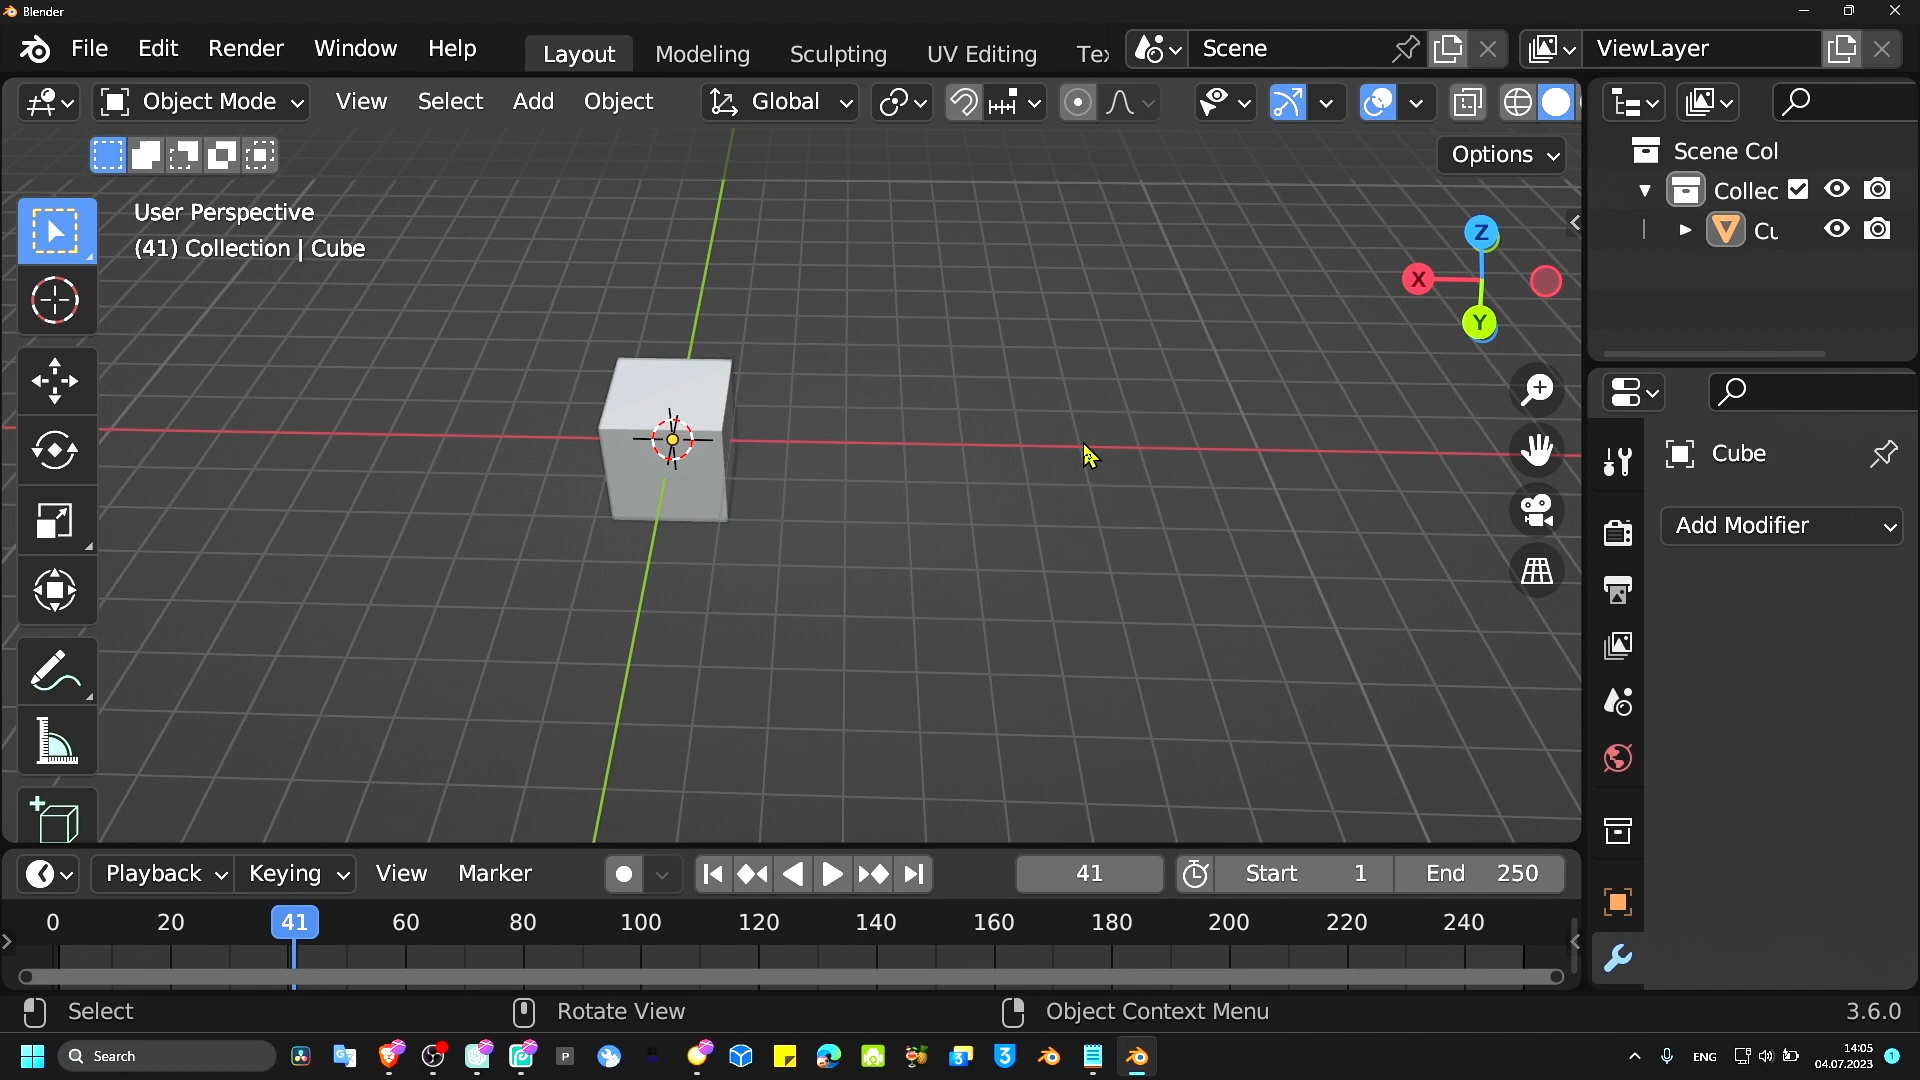 Blender
File Edit Render Window Help Layout Modeling Sculpting UV Editing Tex Scene ViewLayer
Object Mode View Select Add Object Global
Options
Scene Col
Collec
Cu
User Perspective
(41) Collection | Cube
Z
X
Y
Cube
Add Modifier
Playback Keying View Marker 41 Start 1 End 250
0 20 41 60 80 100 120 140 160 180 200 220 240
Select Rotate View Object Context Menu 3.6.0
Search P 3 3 ENG 14:05
04.07.2023 1